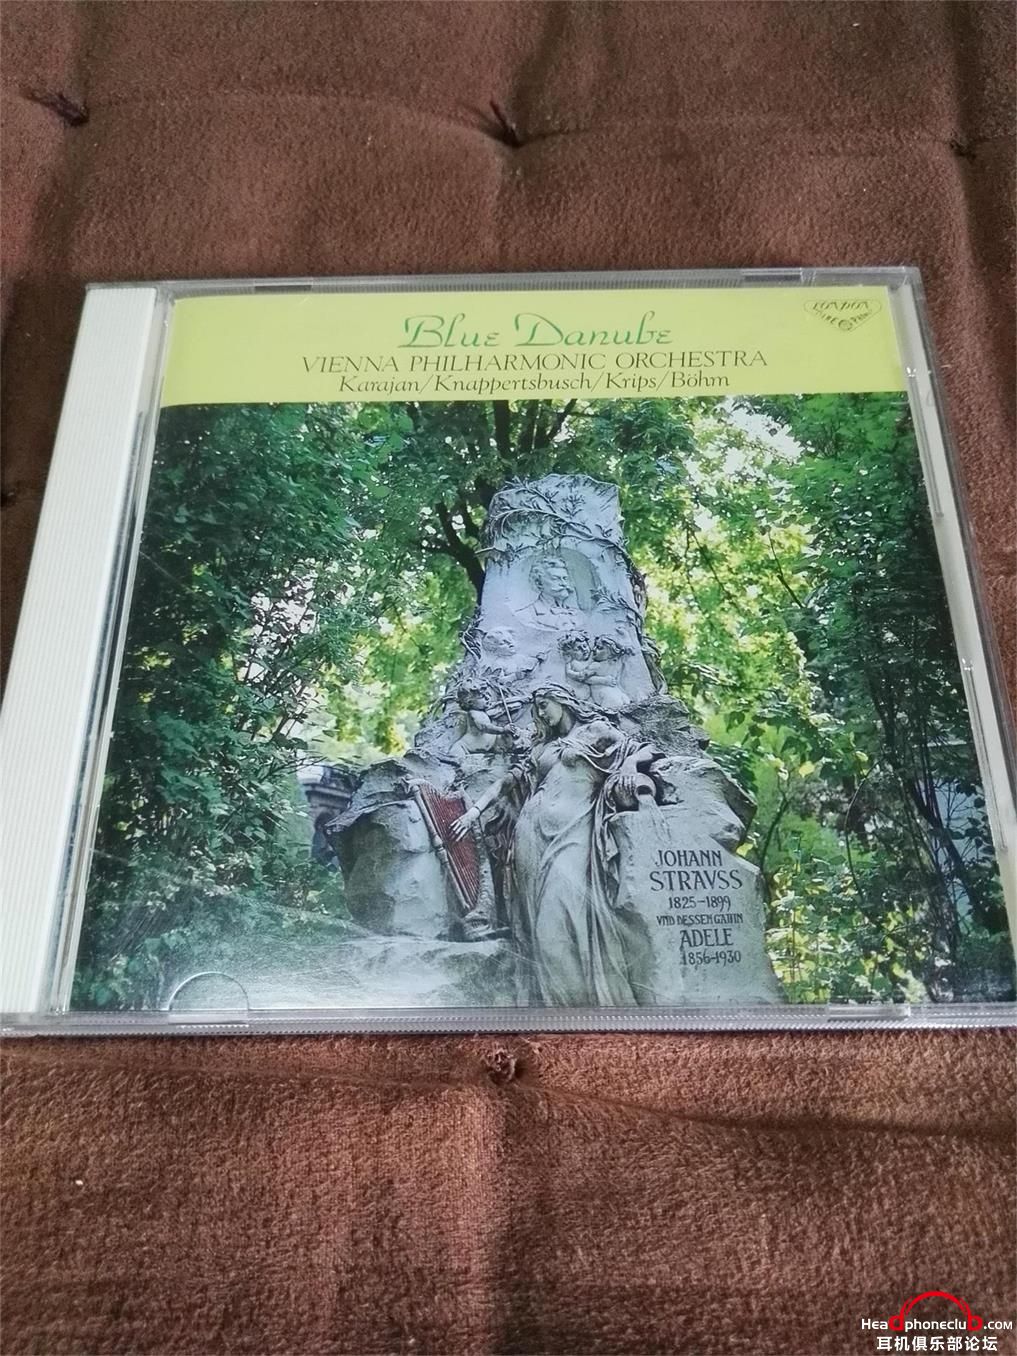 Blue Danube
LONDON
VIENNA PHILHARMONIC ORCHESTRA
Karajan/Knappertsbusch/Krips/Böhm
JOHANN
STRAVSS
1825-1899
VND DESSEN GATTIN
ADELE
1856-1930
Headphoneclub.com
耳机俱乐部论坛